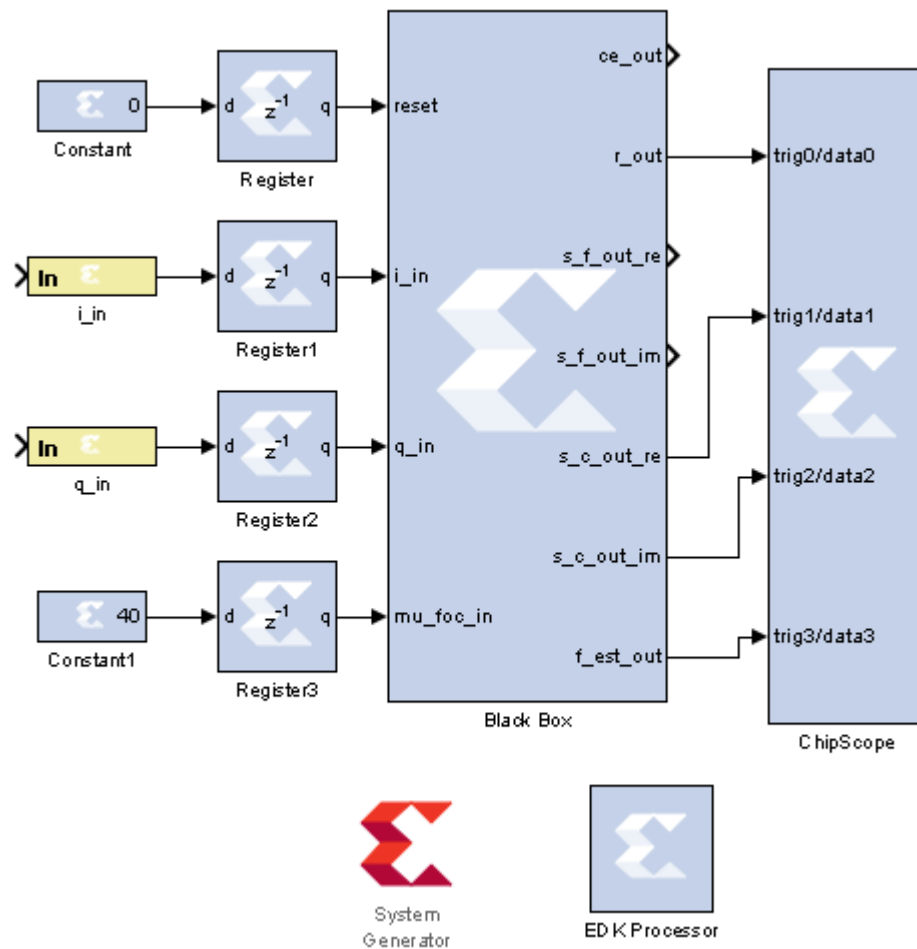 ce_out
0
d
z-1
q
reset
Constant
r_out
trig0/data0
Register
s_f_out_re
In
d
z-1
q
i_in
i_in
trig1/data1
Register1
s_f_out_im
In
d
z-1
q
q_in
s_c_out_re
trig2/data2
q_in
Register2
s_c_out_im
40
d
z-1
q
mu_foc_in
trig3/data3
Constant1
f_est_out
Register3
Black Box
ChipScope
System
Generator
EDK Processor